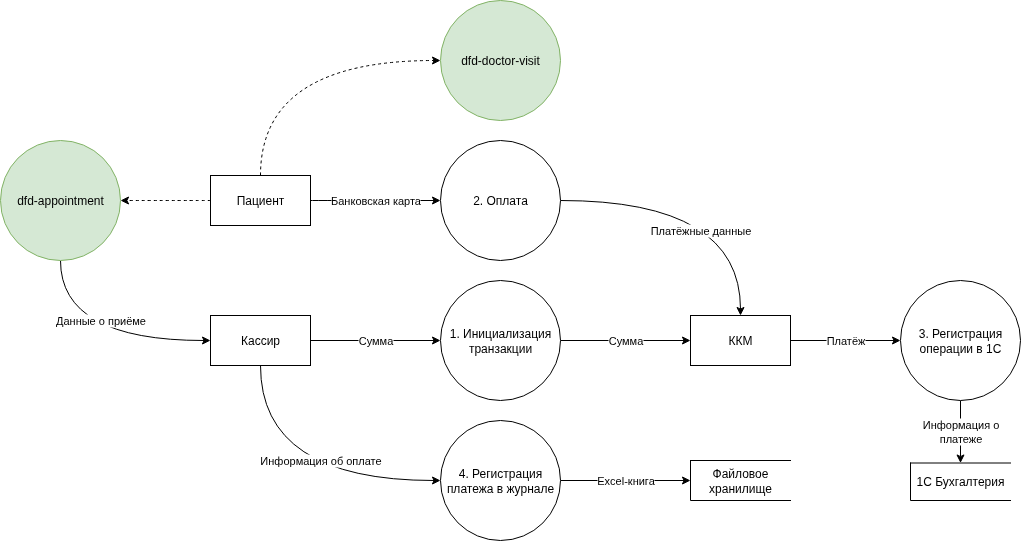 dfd-doctor-visit
dfd-appointment
Пациент
Банковская карта
2. Оплата
Платёжные данные
Данные о приёме
Кассир
Сумма
1. Инициализация
транзакции
Сумма
ККМ
Платёж
3. Регистрация
операции в 1С
Информация о
платеже
Информация об оплате
4. Регистрация
платежа в журнале
Excel-книга
Файловое
хранилище
1С Бухгалтерия